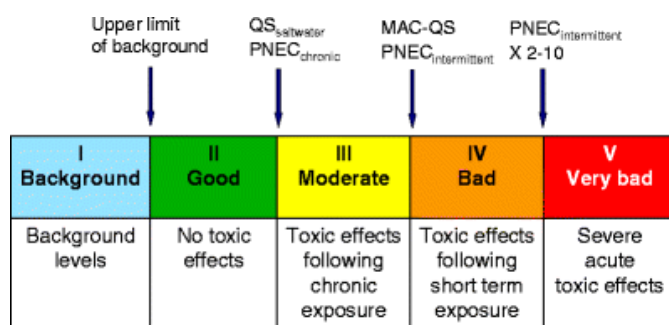 Upper limit
of background
QSsaltwater
PNECchronic
MAC-QS
PNECintermittent
PNECintermittent
X 2-10
I
Background
II
Good
III
Moderate
IV
Bad
V
Very bad
Background
levels
No toxic
effects
Toxic effects
following
chronic
exposure
Toxic effects
following
short term
exposure
Severe
acute
toxic effects